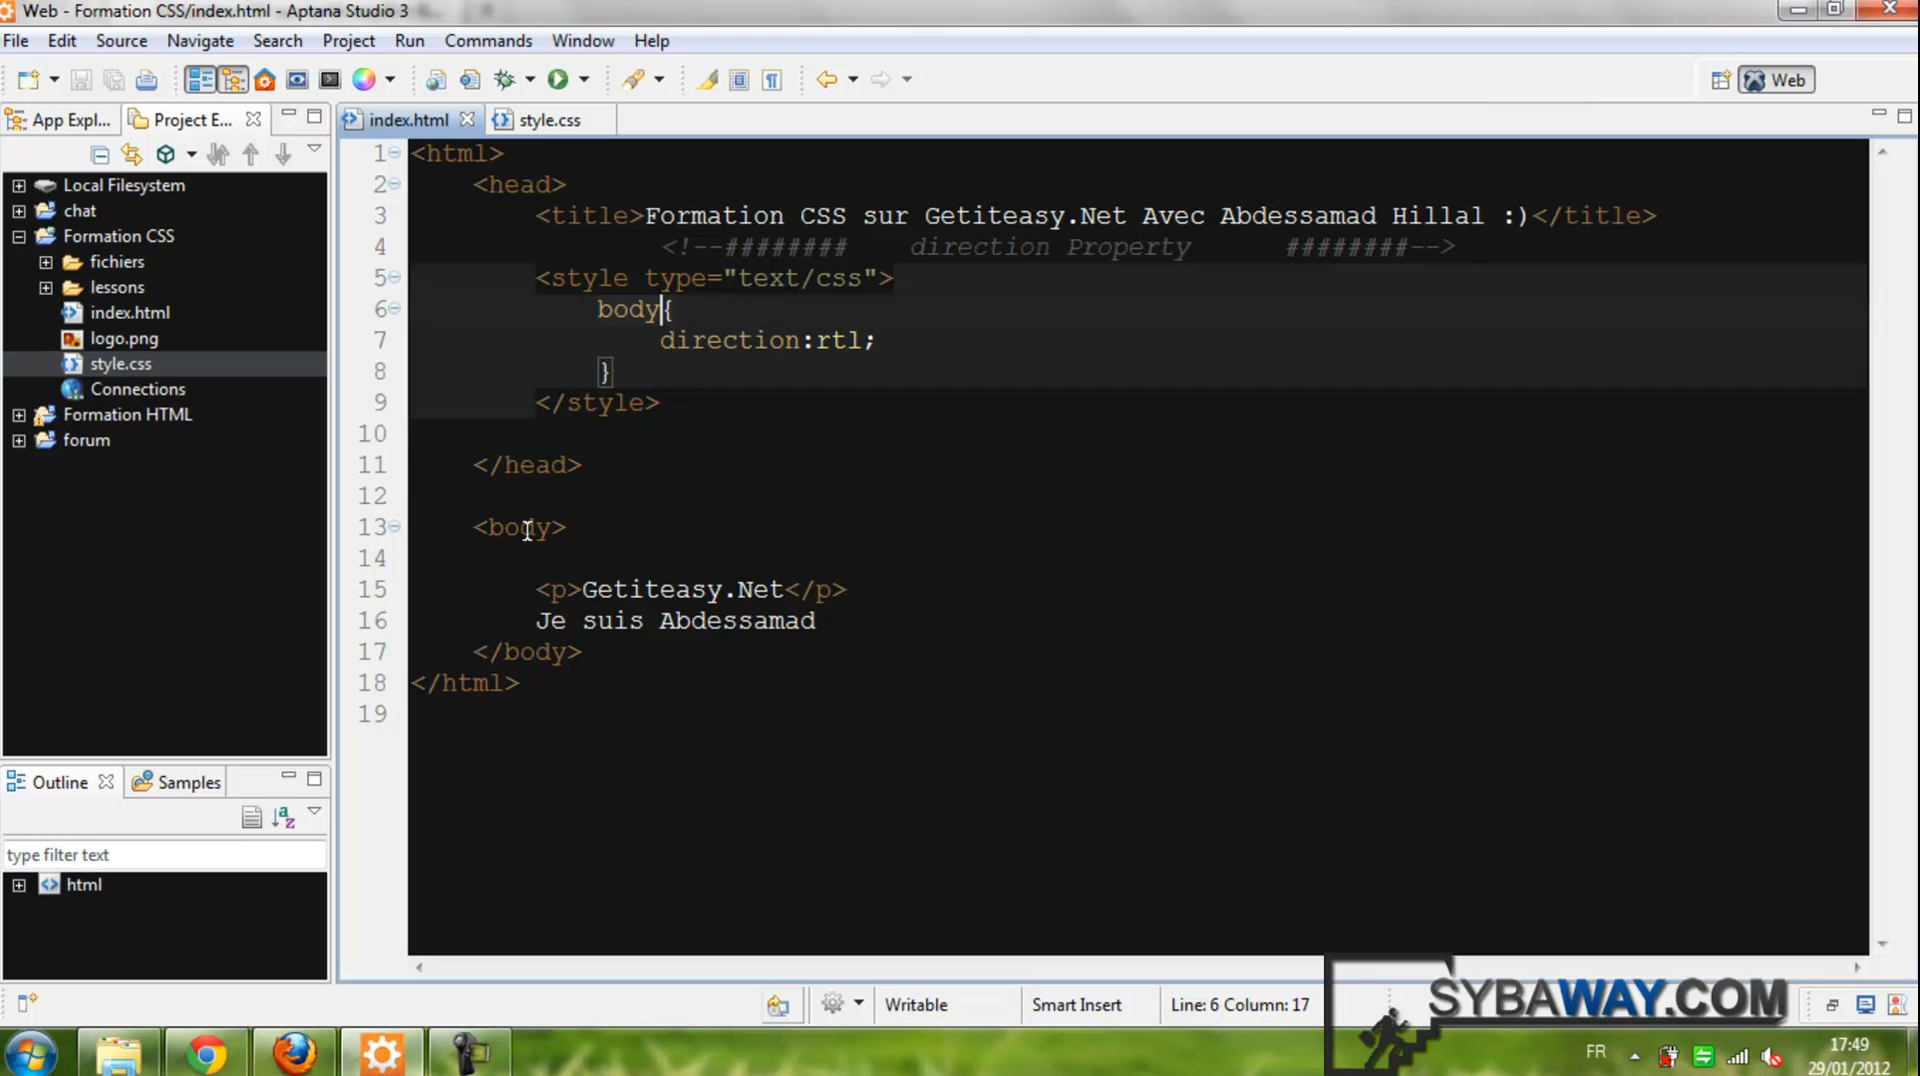 Web - Formation CSS/index.html - Aptana Studio 3
File Edit Source Navigate Search Project Run Commands Window Help
Web
App Expl... Project E... index.html style.css
Local Filesystem
chat
Formation CSS
fichiers
lessons
index.html
logo.png
style.css
Connections
Formation HTML
forum
1 <html>
2 <head>
3 <title>Formation CSS sur Getiteasy.Net Avec Abdessamad Hillal :)</title>
4 <!--######## direction Property ########-->
5 <style type="text/css">
6 body{
7 direction:rtl;
8 }
9 </style>
10
11 </head>
12
13 <body>
14
15 <p>Getiteasy.Net</p>
16 Je suis Abdessamad
17 </body>
18 </html>
19
Outline Samples
type filter text
html
Writable Smart Insert Line: 6 Column: 17
SYBAWAY.COM
FR 17:49
29/01/2012